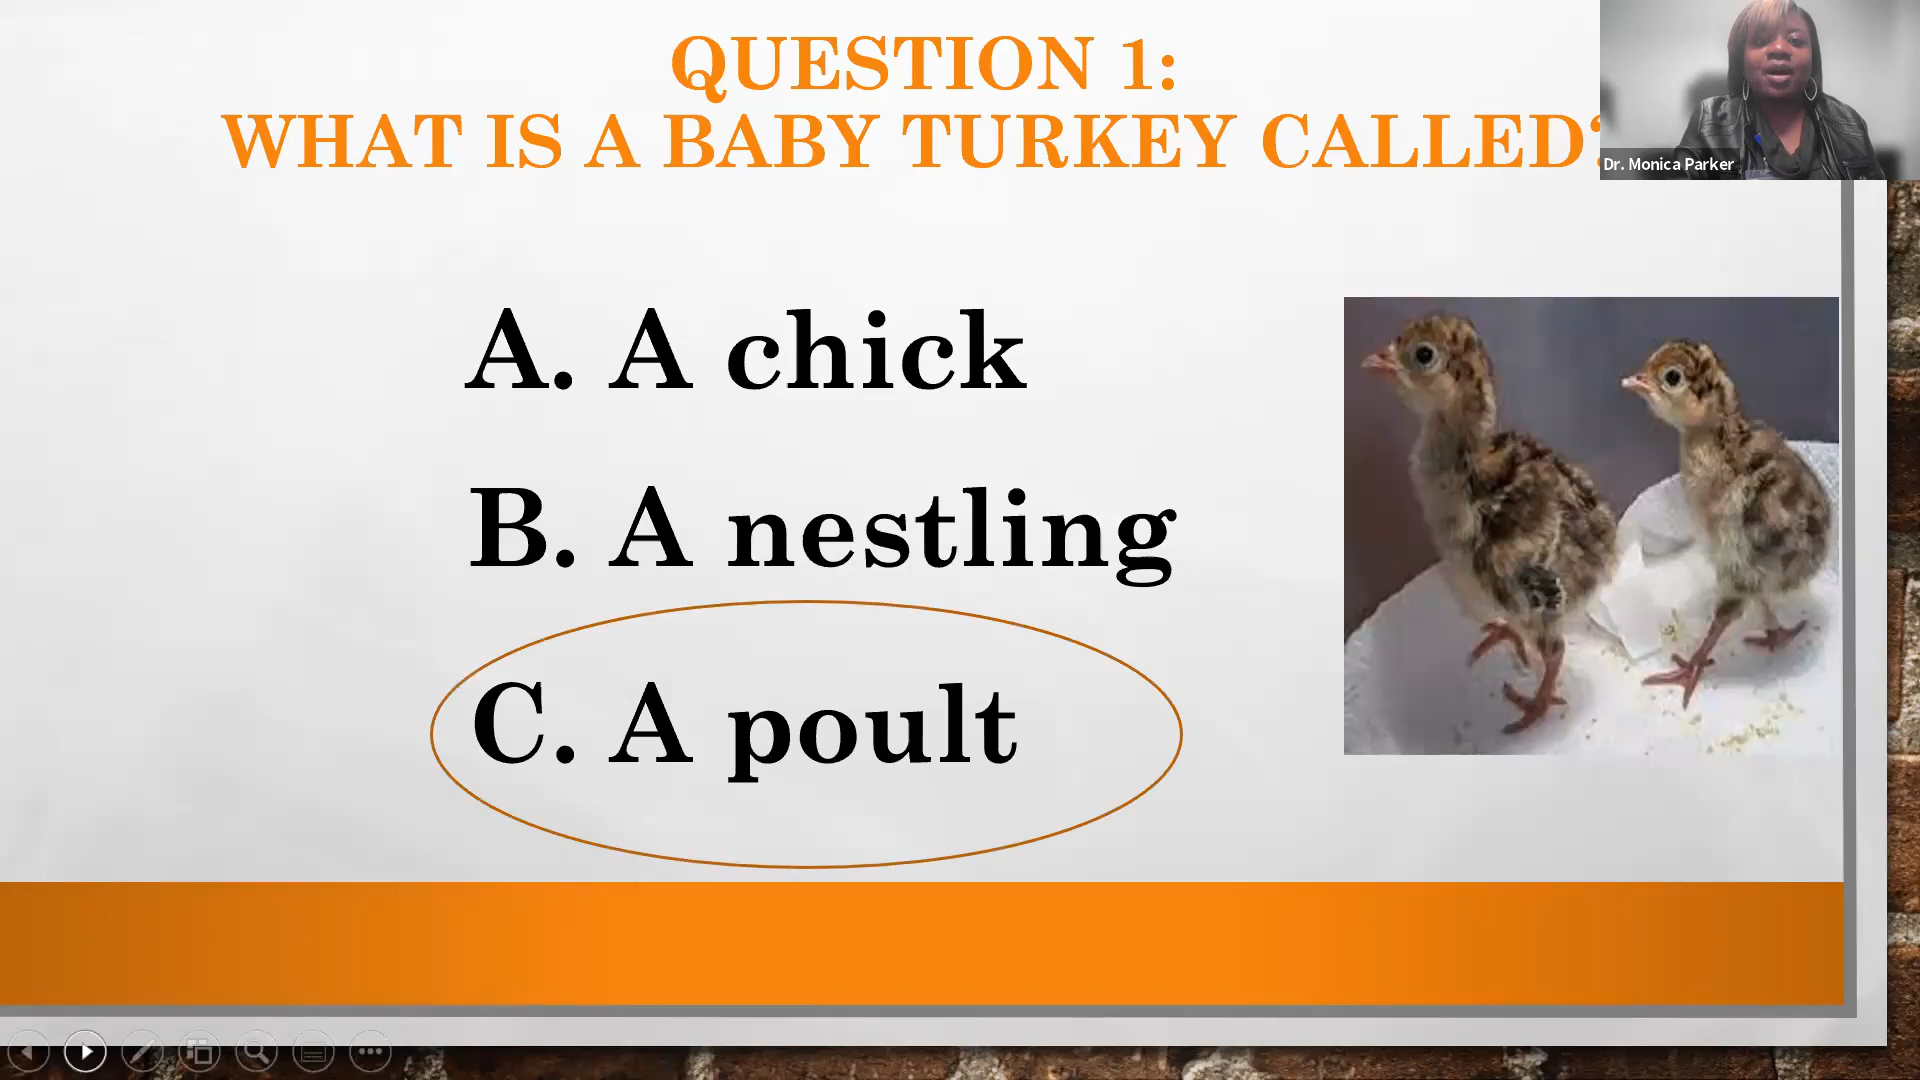 QUESTION 1:
WHAT IS A BABY TURKEY CALLED?
Dr. Monica Parker
A. A chick
B. A nestling
C. A poult